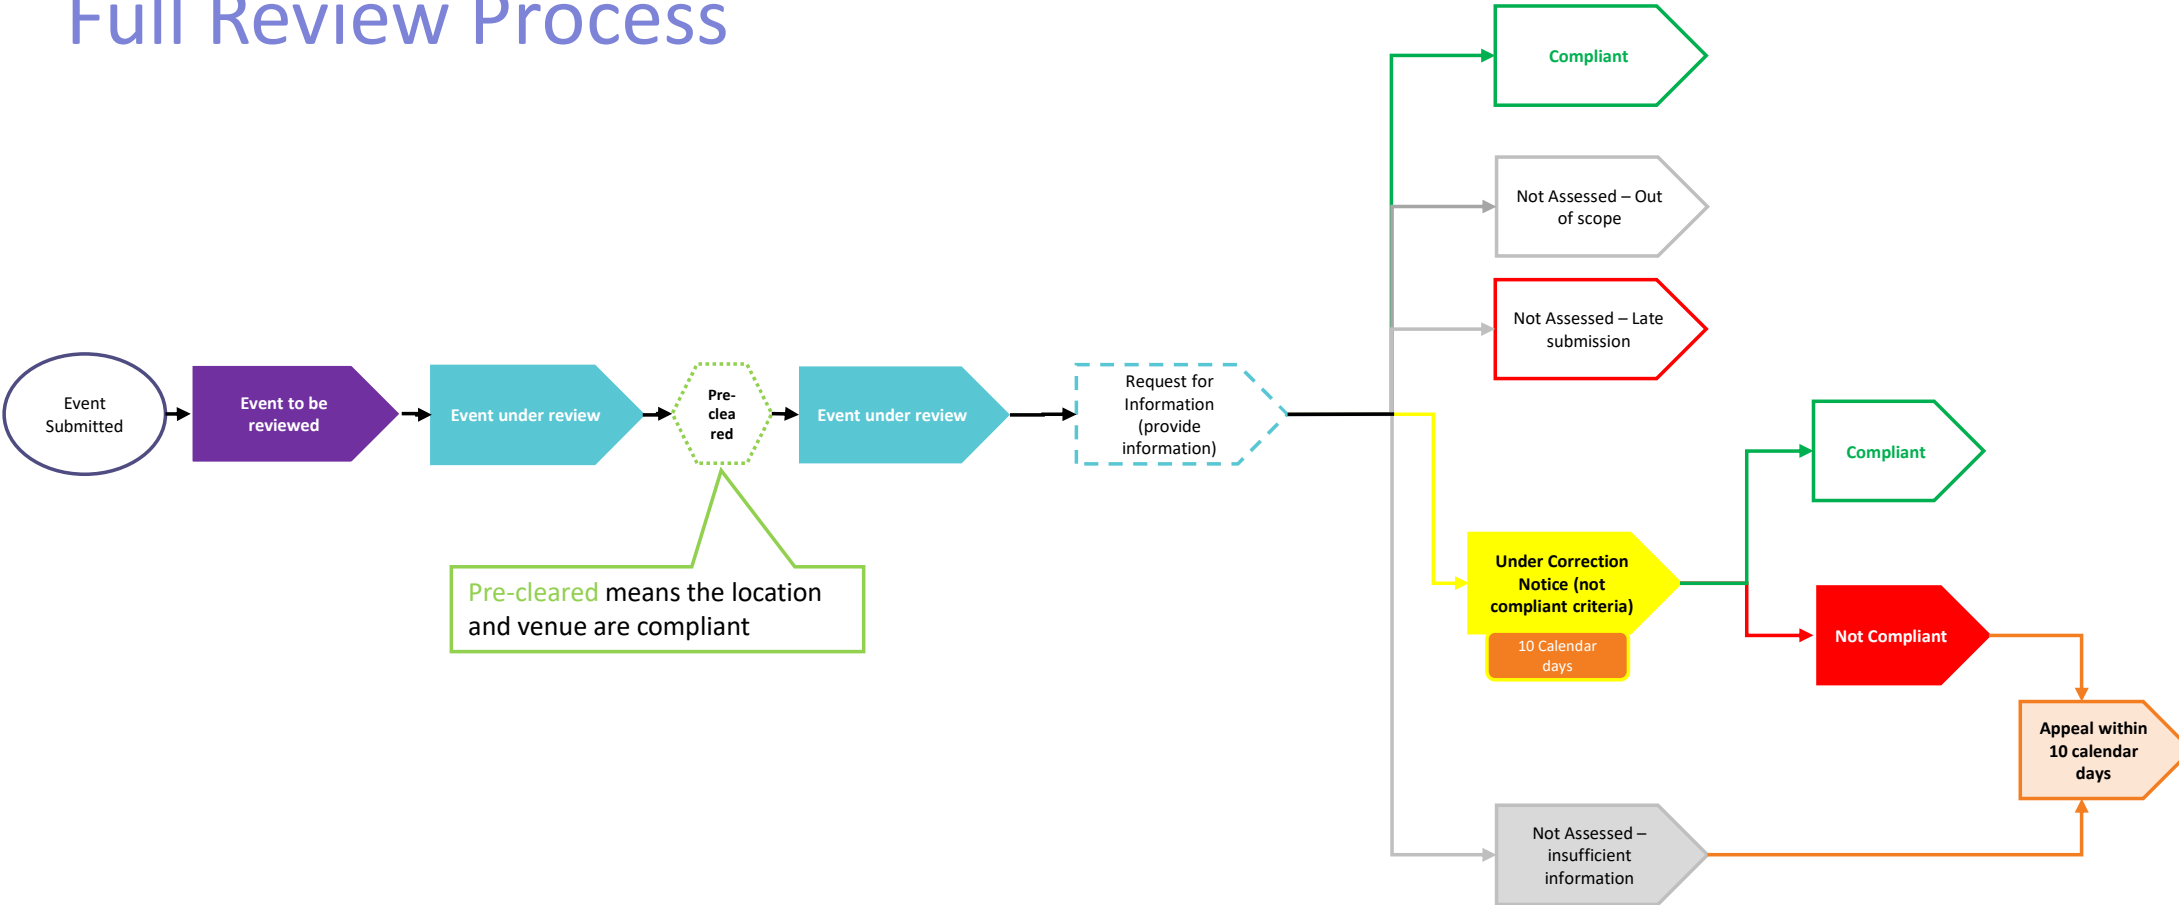 Full Review Process
Compliant
Not Assessed – Out
of scope
Not Assessed – Late
submission
Event
Submitted
Event to be
reviewed
Event under review
Pre-
clea
red
Event under review
Request for
Information
(provide
information)
Pre-cleared means the location
and venue are compliant
Under Correction
Notice (not
compliant criteria)
10 Calendar
days
Compliant
Not Compliant
Appeal within
10 calendar
days
Not Assessed –
insufficient
information